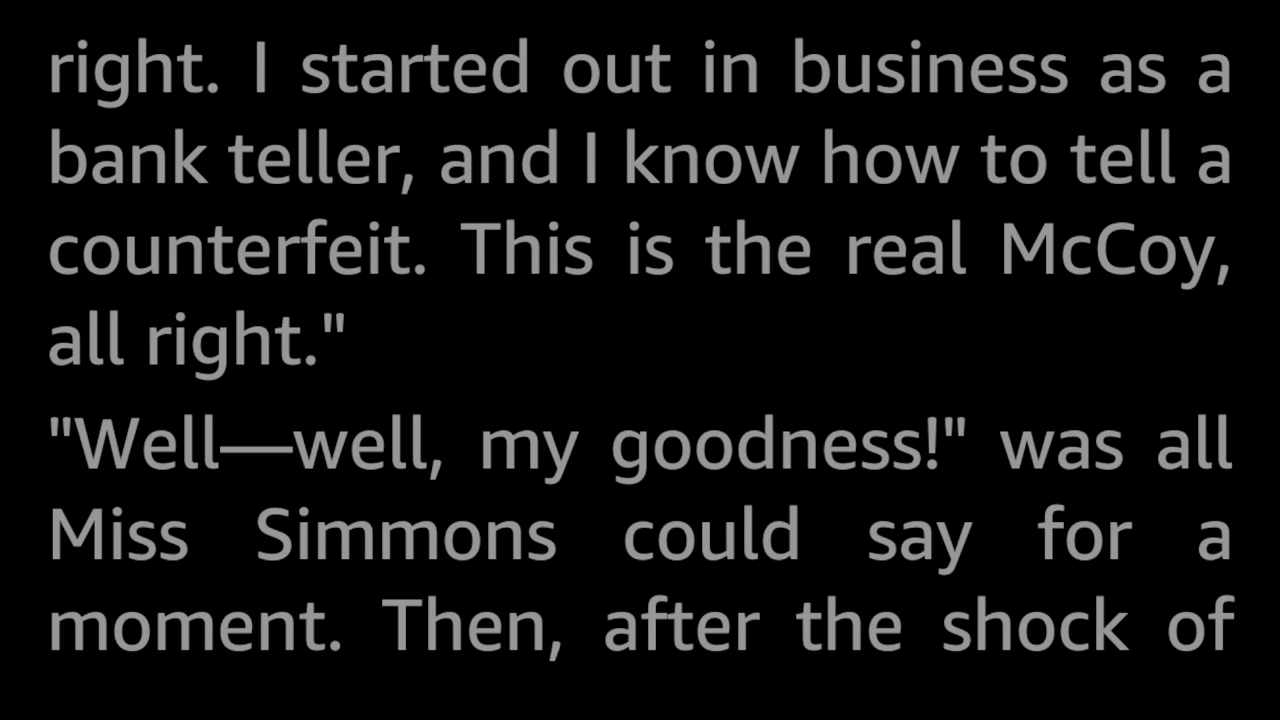 right. I started out in business as a
bank teller, and I know how to tell a
counterfeit. This is the real McCoy,
all right."
"Well—well, my goodness!" was all
Miss Simmons could say for a
moment. Then, after the shock of